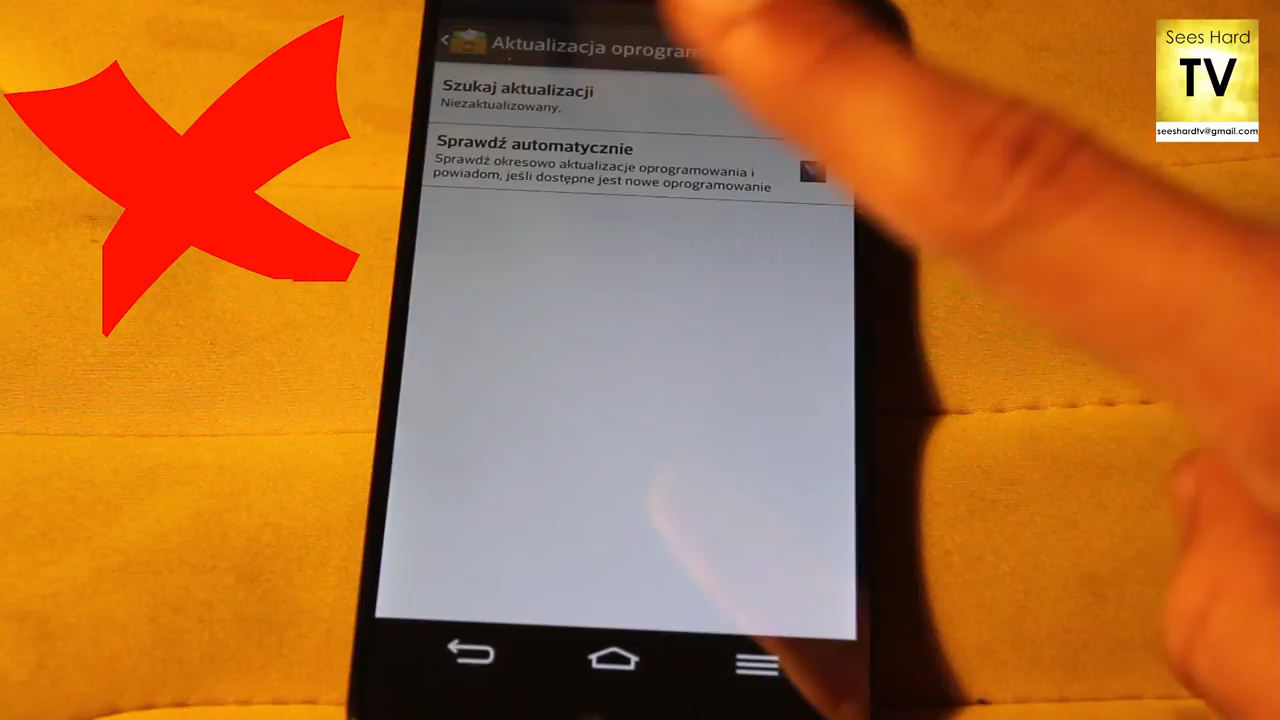 Aktualizacja oprogram
Szukaj aktualizacji
Niezaktualizowany.
Sprawdź automatycznie
Sprawdź okresowo aktualizacje oprogramowania i
powiadom, jeśli dostępne jest nowe oprogramowanie
Sees Hard
TV
seeshardtv@gmail.com